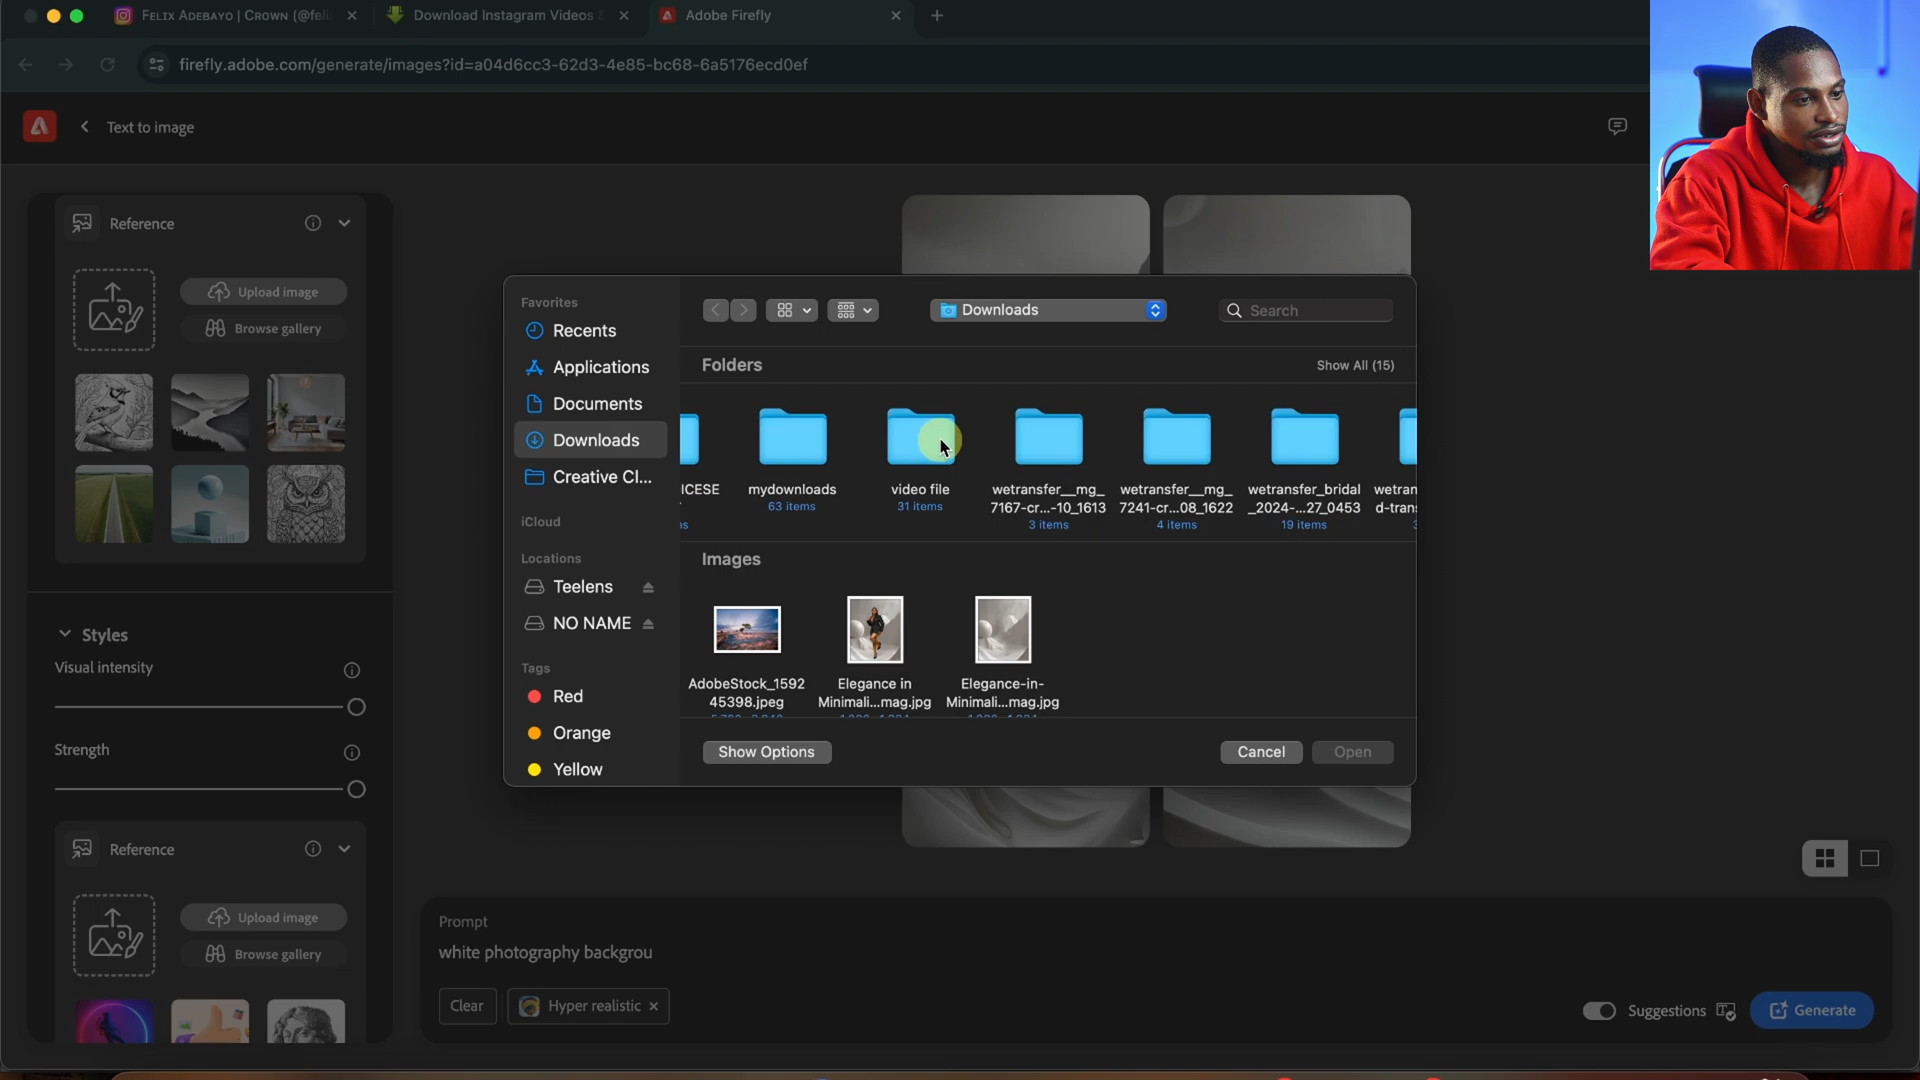 FELIX ADEBAYO | CROWN (@feli
Download Instagram Videos &
Adobe Firefly
firefly.adobe.com/generate/images?id=a04d6cc3-62d3-4e85-bc68-6a5176ecd0ef
Text to image
Reference
Upload image
Browse gallery
Styles
Visual intensity
Strength
Reference
Upload image
Browse gallery
Favorites
Recents
Applications
Documents
Downloads
Creative Cl...
iCloud
Locations
Teelens
NO NAME
Tags
Red
Orange
Yellow
Downloads
Search
Folders
Show All (15)
ICESE
mydownloads
63 items
video file
31 items
wetransfer__mg_
7167-cr...-10_1613
3 items
wetransfer__mg_
7241-cr...08_1622
4 items
wetransfer_bridal
_2024-...27_0453
19 items
wetran
d-tran
Images
AdobeStock_1592
45398.jpeg
Elegance in
Minimali...mag.jpg
Elegance-in-
Minimali...mag.jpg
Show Options
Cancel
Open
Prompt
white photography backgrou
Clear
Hyper realistic
Suggestions
Generate